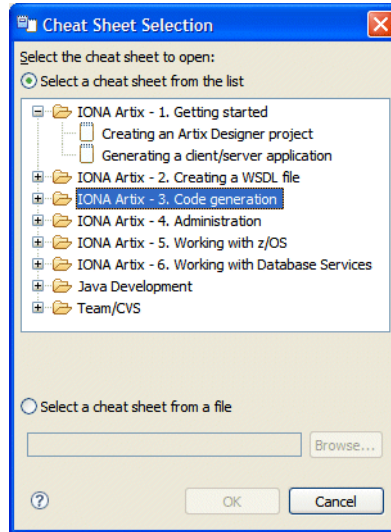 Cheat Sheet Selection
Select the cheat sheet to open:
Select a cheat sheet from the list
IONA Artix - 1. Getting started
Creating an Artix Designer project
Generating a client/server application
IONA Artix - 2. Creating a WSDL file
IONA Artix - 3. Code generation
IONA Artix - 4. Administration
IONA Artix - 5. Working with z/OS
IONA Artix - 6. Working with Database Services
Java Development
Team/CVS
Select a cheat sheet from a file
Browse...
?
OK
Cancel